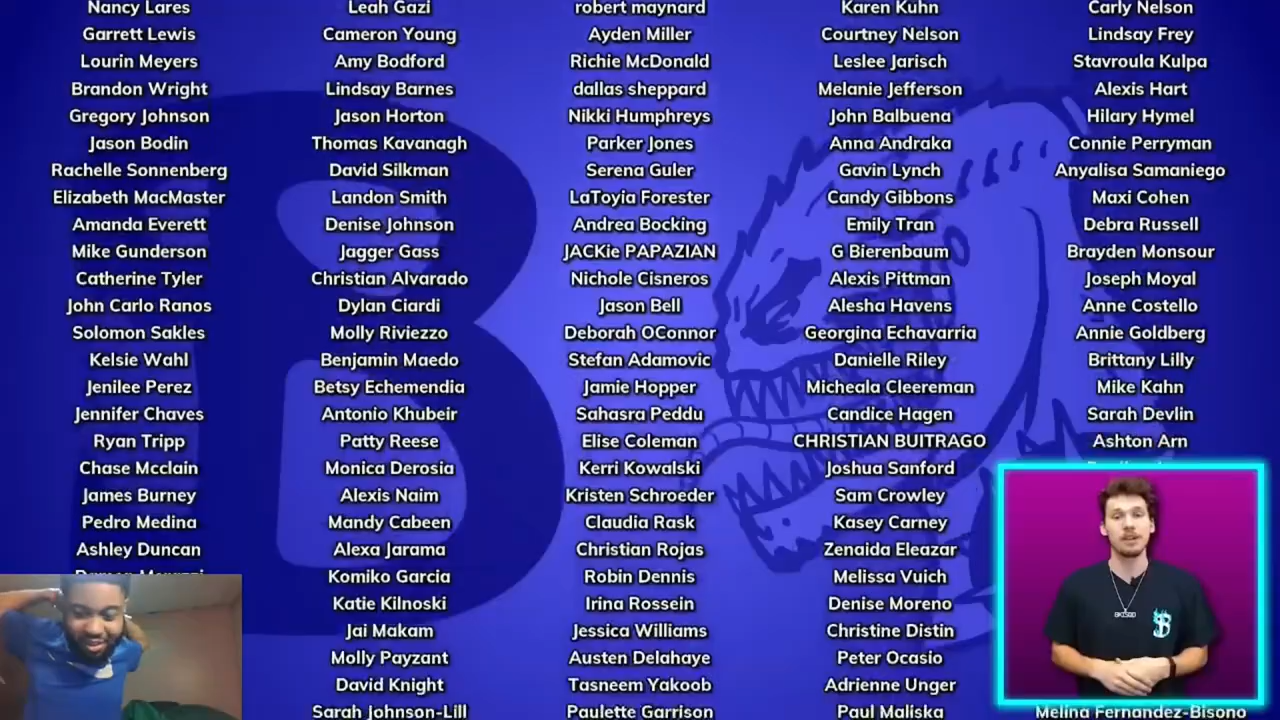 Nancy Lares
Leah Gazi
robert maynard
Karen Kuhn
Carly Nelson
Garrett Lewis
Cameron Young
Ayden Miller
Courtney Nelson
Lindsay Frey
Lourin Meyers
Amy Bodford
Richie McDonald
Leslee Jarisch
Stavroula Kulpa
Brandon Wright
Lindsay Barnes
dallas sheppard
Melanie Jefferson
Alexis Hart
Gregory Johnson
Jason Horton
Nikki Humphreys
John Balbuena
Hilary Hymel
Jason Bodin
Thomas Kavanagh
Parker Jones
Anna Andraka
Connie Perryman
Rachelle Sonnenberg
David Silkman
Serena Guler
Gavin Lynch
Anyalisa Samaniego
Elizabeth MacMaster
Landon Smith
LaToyia Forester
Candy Gibbons
Maxi Cohen
Amanda Everett
Denise Johnson
Andrea Bocking
Emily Tran
Debra Russell
Mike Gunderson
Jagger Gass
JACKie PAPAZIAN
G Bierenbaum
Brayden Monsour
Catherine Tyler
Christian Alvarado
Nichole Cisneros
Alexis Pittman
Joseph Moyal
John Carlo Ranos
Dylan Ciardi
Jason Bell
Alesha Havens
Anne Costello
Solomon Sakles
Molly Riviezzo
Deborah OConnor
Georgina Echavarria
Annie Goldberg
Kelsie Wahl
Benjamin Maedo
Stefan Adamovic
Danielle Riley
Brittany Lilly
Jenilee Perez
Betsy Echemendia
Jamie Hopper
Micheala Cleereman
Mike Kahn
Jennifer Chaves
Antonio Khubeir
Sahasra Peddu
Candice Hagen
Sarah Devlin
Ryan Tripp
Patty Reese
Elise Coleman
CHRISTIAN BUITRAGO
Ashton Arn
Chase Mcclain
Monica Derosia
Kerri Kowalski
Joshua Sanford
James Burney
Alexis Naim
Kristen Schroeder
Sam Crowley
Pedro Medina
Mandy Cabeen
Claudia Rask
Kasey Carney
Ashley Duncan
Alexa Jarama
Christian Rojas
Zenaida Eleazar
Komiko Garcia
Robin Dennis
Melissa Vuich
Katie Kilnoski
Irina Rossein
Denise Moreno
Jai Makam
Jessica Williams
Christine Distin
Molly Payzant
Austen Delahaye
Peter Ocasio
David Knight
Tasneem Yakoob
Adrienne Unger
Sarah Johnson-Lill
Paulette Garrison
Paul Maliska
Melina Fernandez-Bisono